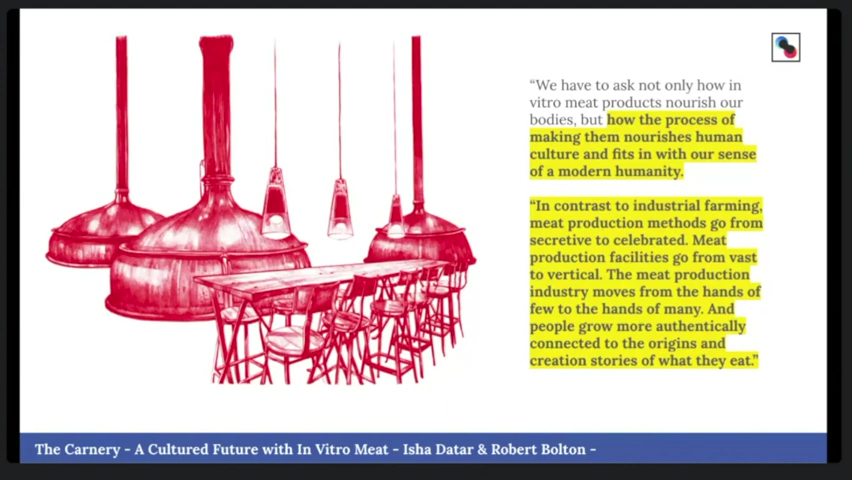 “We have to ask not only how in
vitro meat products nourish our
bodies, but how the process of
making them nourishes human
culture and fits in with our sense
of a modern humanity.
“In contrast to industrial farming,
meat production methods go from
secretive to celebrated. Meat
production facilities go from vast
to vertical. The meat production
industry moves from the hands of
few to the hands of many. And
people grow more authentically
connected to the origins and
creation stories of what they eat.”
The Carnery - A Cultured Future with In Vitro Meat - Isha Datar & Robert Bolton -